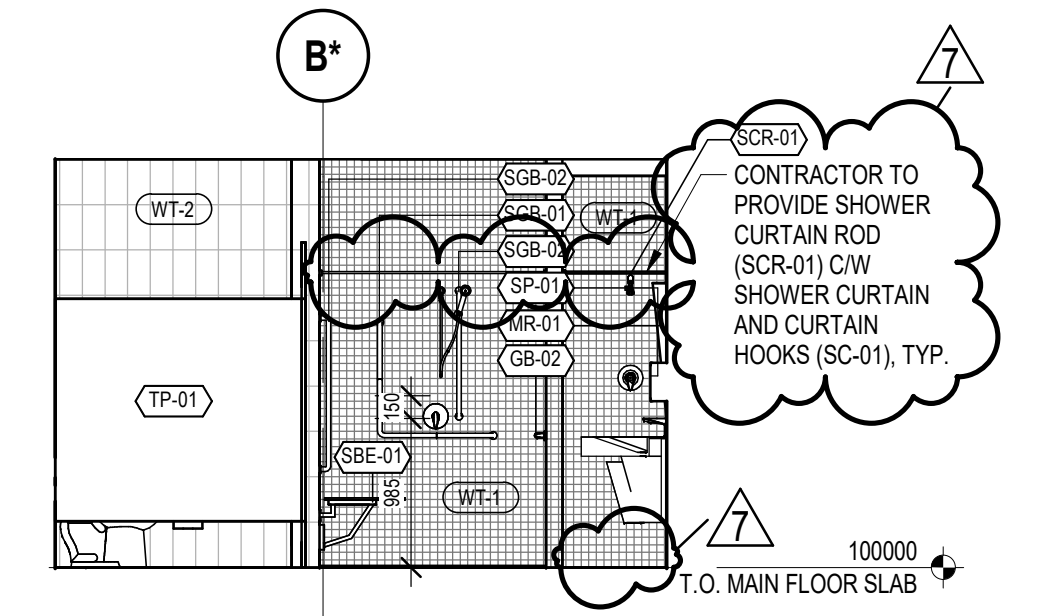 B*
7
SCR-01
CONTRACTOR TO
PROVIDE SHOWER
CURTAIN ROD
(SCR-01) C/W
SHOWER CURTAIN
AND CURTAIN
HOOKS (SC-01), TYP.
WT-2
SGB-02
SGB-01
WT-1
SGB-02
SP-01
MR-01
GB-02
TP-01
150
SBE-01
985
WT-1
7
100000
T.O. MAIN FLOOR SLAB